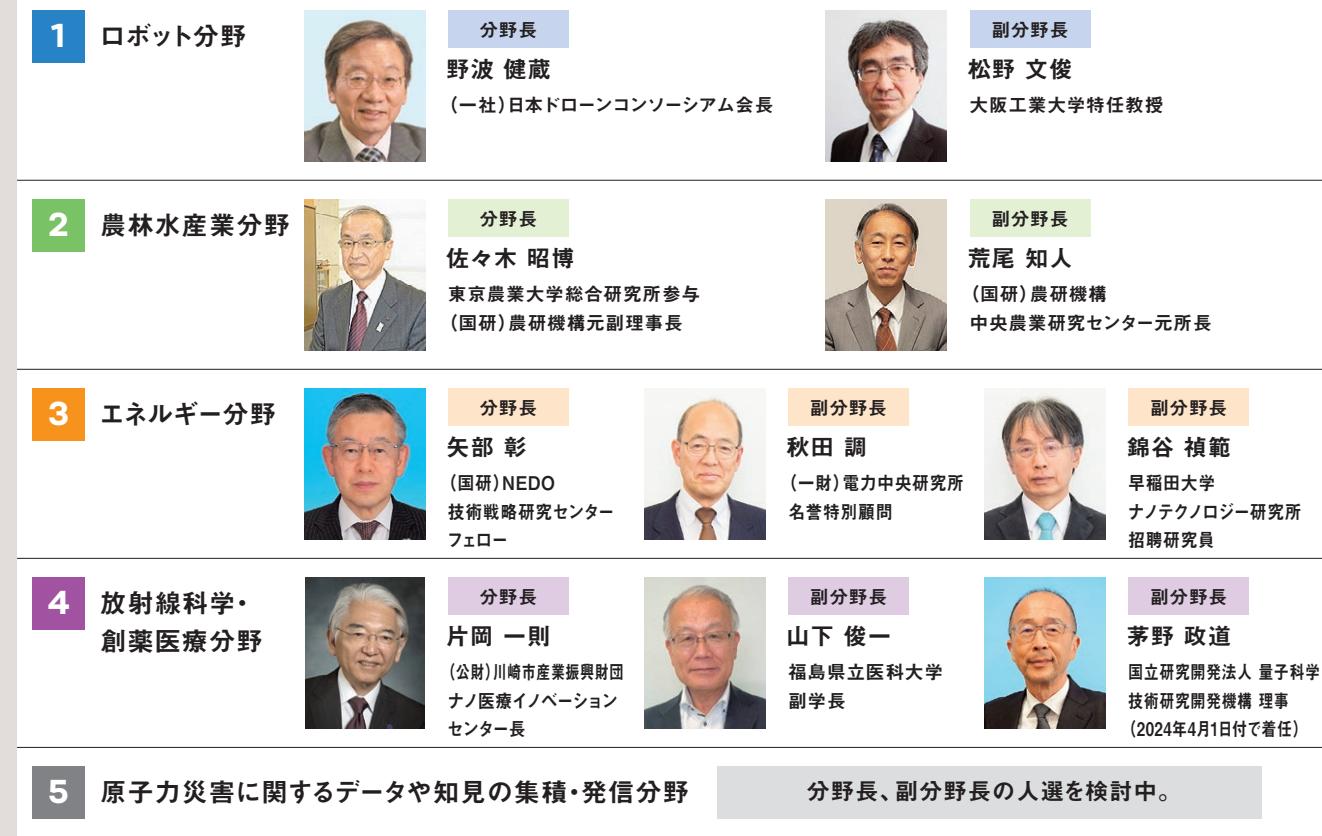 1 ロボット分野
分野長
野波 健蔵
(一社)日本ドローンコンソーシアム会長
副分野長
松野 文俊
大阪工業大学特任教授
2 農林水産業分野
分野長
佐々木 昭博
東京農業大学総合研究所参与
(国研)農研機構元副理事長
副分野長
荒尾 知人
(国研)農研機構
中央農業研究センター元所長
3 エネルギー分野
分野長
矢部 彰
(国研)NEDO
技術戦略研究センター
フェロー
副分野長
秋田 調
(一財)電力中央研究所
名誉特別顧問
副分野長
錦谷 禎範
早稲田大学
ナノテクノロジー研究所
招聘研究員
4 放射線科学・
創薬医療分野
分野長
片岡 一則
(公財)川崎市産業振興財団
ナノ医療イノベーション
センター長
副分野長
山下 俊一
福島県立医科大学
副学長
副分野長
茅野 政道
国立研究開発法人 量子科学
技術研究開発機構 理事
(2024年4月1日付で着任)
5 原子力災害に関するデータや知見の集積・発信分野
分野長、副分野長の人選を検討中。